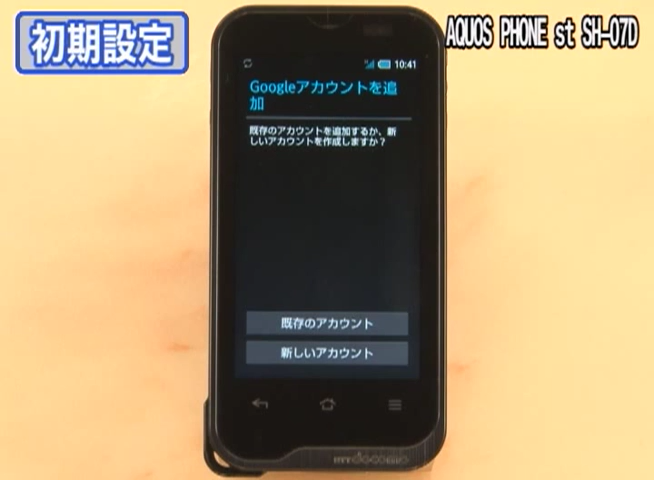 初期設定
AQUOS PHONE st SH-07D
10:41
Googleアカウントを追
加
既存のアカウントを追加するか、新
しいアカウントを作成しますか？
既存のアカウント
新しいアカウント
NTT docomo